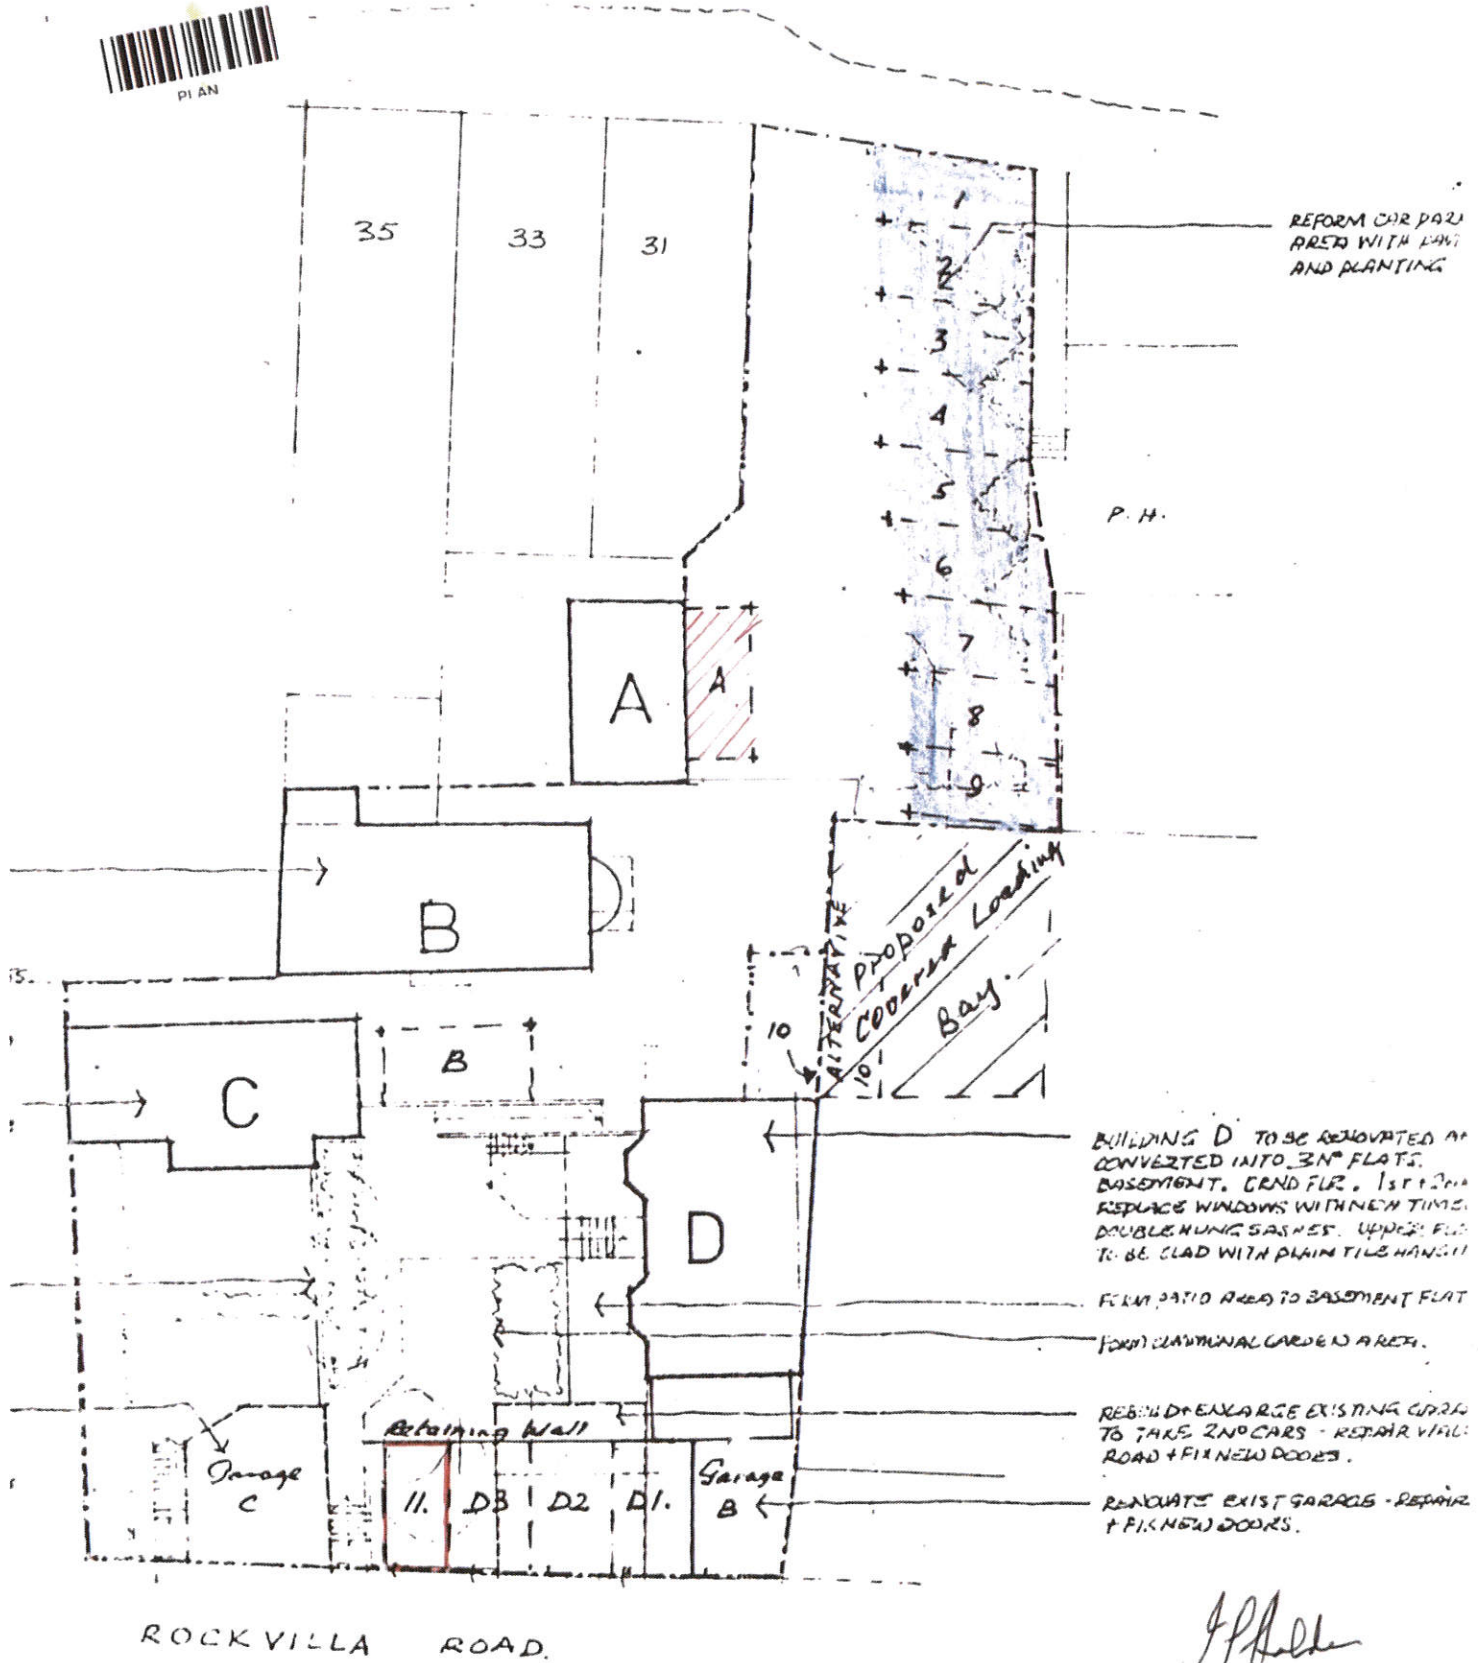 PLAN
35
33
31
1
REFORM CAR
AREA WITH
AND PLANTING
2
3
4
5
P.H.
6
7
A
A
8
9
B
PROPOSED
COVERED Loading
Bay.
ALTERNATIVE
10
10
B
C
BUILDING D TO BE RENOVATED
CONVERTED INTO 3Nº FLATS.
BASEMENT. GRND FLR. 1st +
REPLACE WINDOWS WITH NEW
DOUBLE HUNG SASHES. UPPER
TO BE CLAD WITH PLAIN TILE
D
FORM PATIO AREA TO BASEMENT FLAT
FORM COMMUNAL GARDEN AREA.
REBUILD + ENLARGE EXISTING
TO TAKE 2Nº CARS - REPAIR
ROAD + FIX NEW DOORS.
Retaining Wall
Garage
C
11.
D3
D2
D1.
Garage
B
RENOVATE EXIST GARAGE - REPAIR
+ FIX NEW DOORS.
ROCKVILLA ROAD.